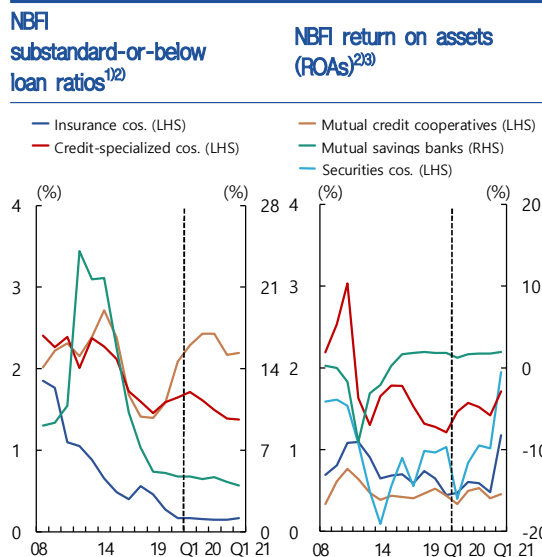 NBFI
substandard-or-below
loan ratios1)2)
NBFI return on assets
(ROAs)2)3)
Insurance cos. (LHS)
Credit-specialized cos. (LHS)
Mutual credit cooperatives (LHS)
Mutual savings banks (RHS)
Securities cos. (LHS)
(%) (%) (%) (%)
4 28 4 20
3 21 3 10
2 14 2 0
1 7 1 -10
0 0 0 -20
08 14 19 Q1 20 Q1 21
08 14 19 Q1 20 Q1 21